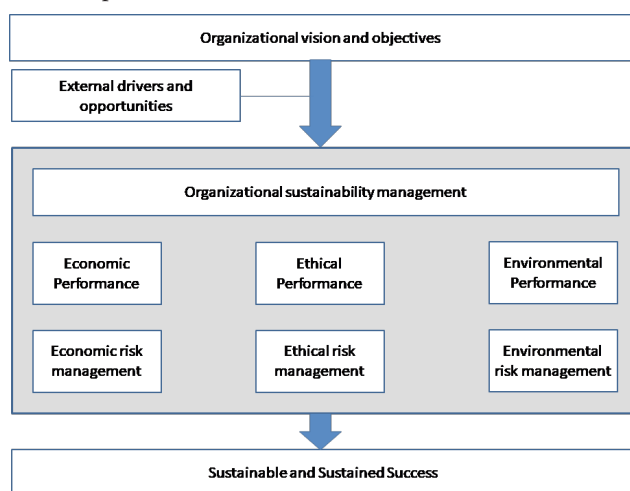 Organizational vision and objectives
External drivers and
opportunities
Organizational sustainability management
Economic
Performance
Ethical
Performance
Environmental
Performance
Economic risk
management
Ethical risk
management
Environmental
risk management
Sustainable and Sustained Success